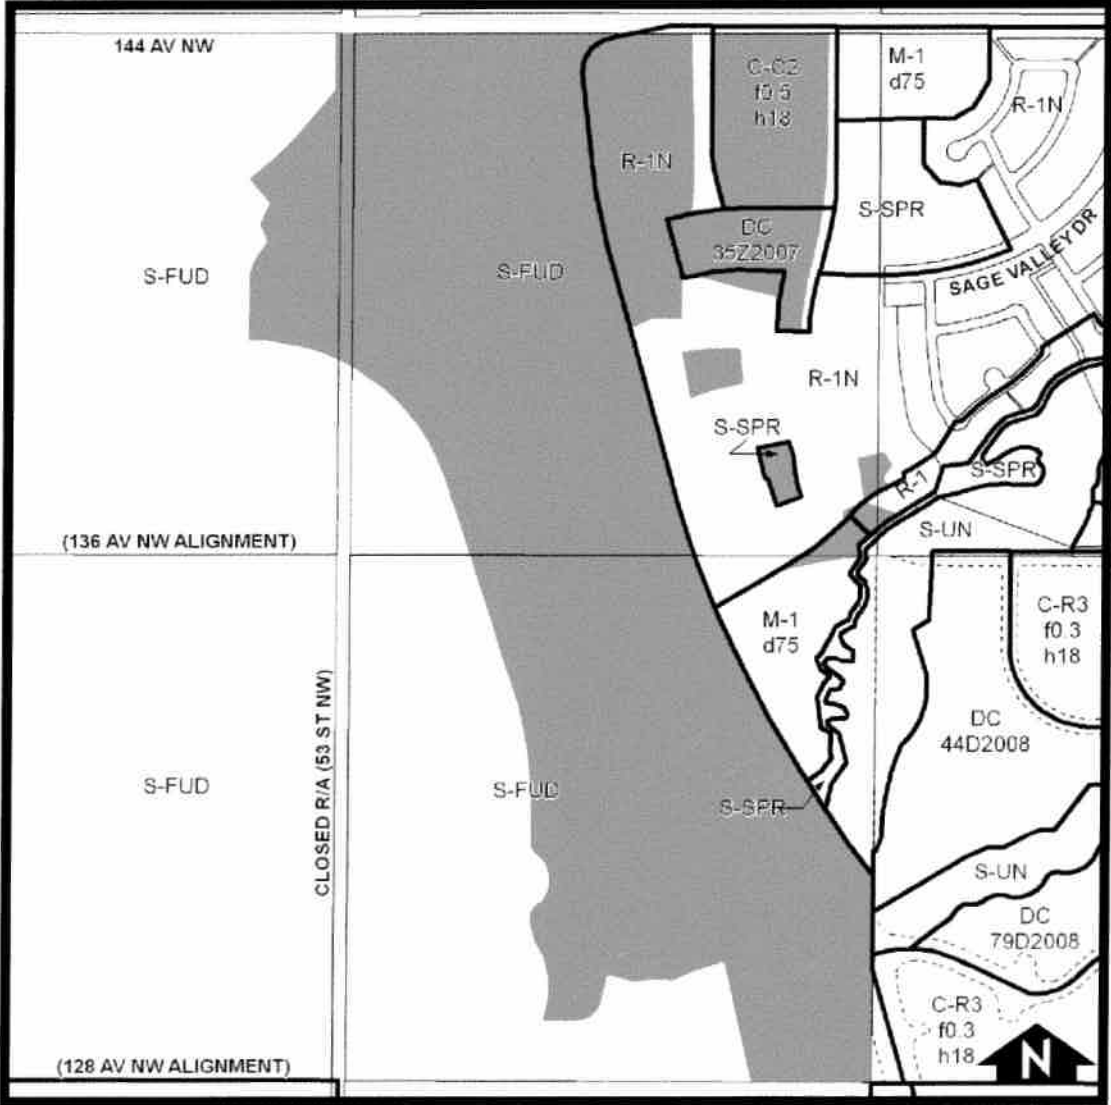 144 AV NW
C-C2
f0.5
h18
M-1
d75
R-1N
R-1N
S-SPR
DC
35Z2007
S-FUD
S-FUD
SAGE VALLEY DR
R-1N
S-SPR
R-1
S-SPR
S-UN
(136 AV NW ALIGNMENT)
C-R3
f0.3
h18
M-1
d75
CLOSED R/A (53 ST NW)
DC
44D2008
S-FUD
S-FUD
S-SPR
S-UN
DC
79D2008
C-R3
f0.3
h18
N
(128 AV NW ALIGNMENT)